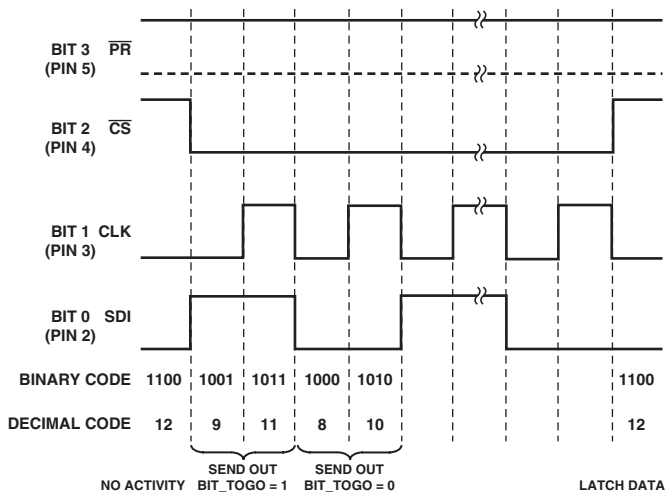 BIT 3 P̅R̅
(PIN 5)
BIT 2 C̅S̅
(PIN 4)
BIT 1 CLK
(PIN 3)
BIT 0 SDI
(PIN 2)
BINARY CODE 1100 1001 1011 1000 1010 1100
DECIMAL CODE 12 9 11 8 10 12
NO ACTIVITY SEND OUT BIT_TOGO = 1 SEND OUT BIT_TOGO = 0 LATCH DATA